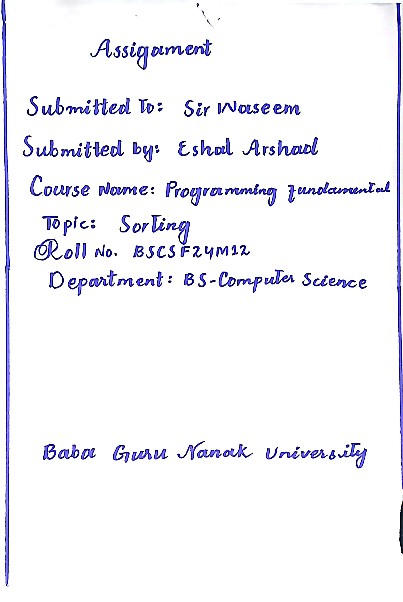 Assignment
Submitted To: Sir Waseem
Submitted by: Eshal Arshad
Course Name: Programming Fundamental
Topic: Sorting
Roll No. BSCSF24M12
Department: BS-Computer Science
Baba Guru Nanak University